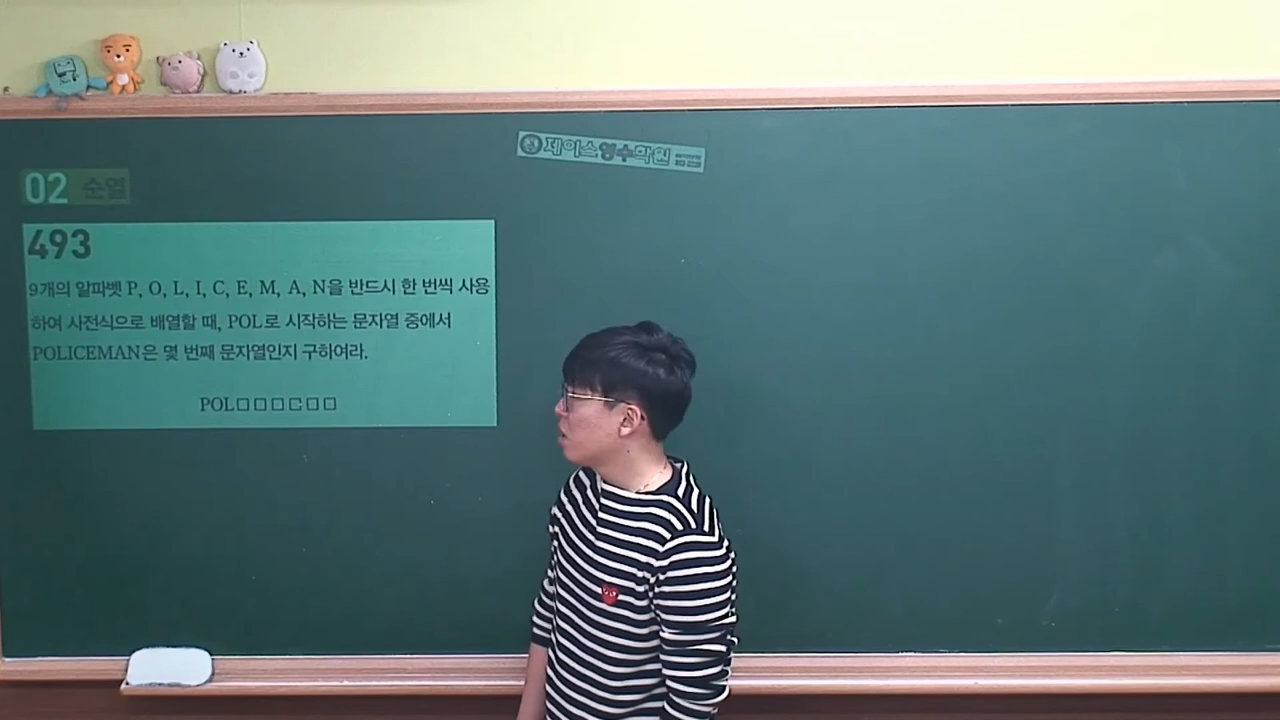 제이스영수학원
02 순열
493
9개의 알파벳 P, O, L, I, C, E, M, A, N을 반드시 한 번씩 사용
하여 사전식으로 배열할 때, POL로 시작하는 문자열 중에서
POLICEMAN은 몇 번째 문자열인지 구하여라.
POL□□□□□□